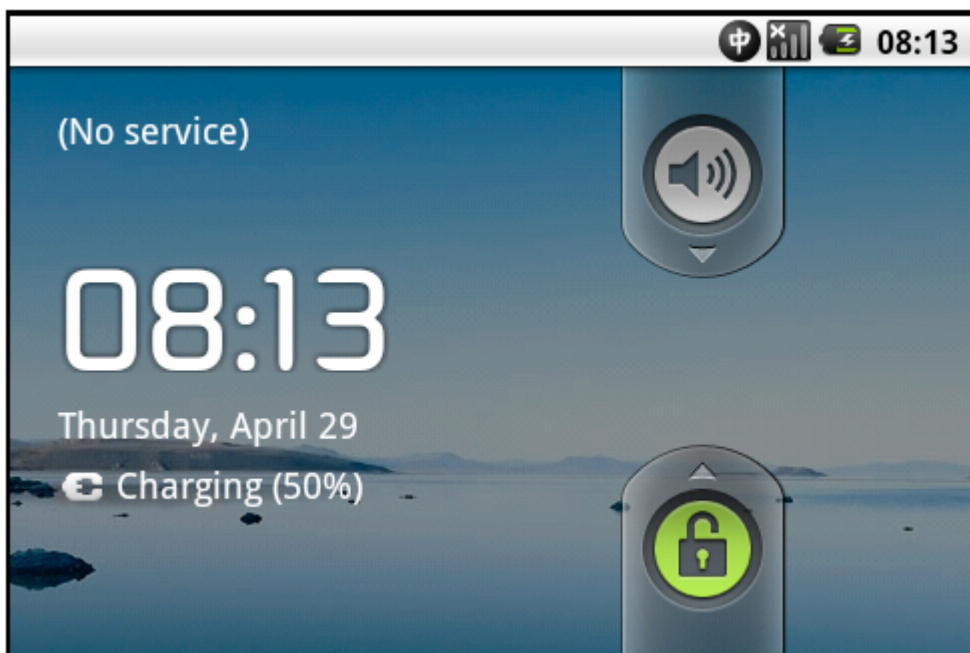 中 08:13
(No service)
08:13
Thursday, April 29
Charging (50%)